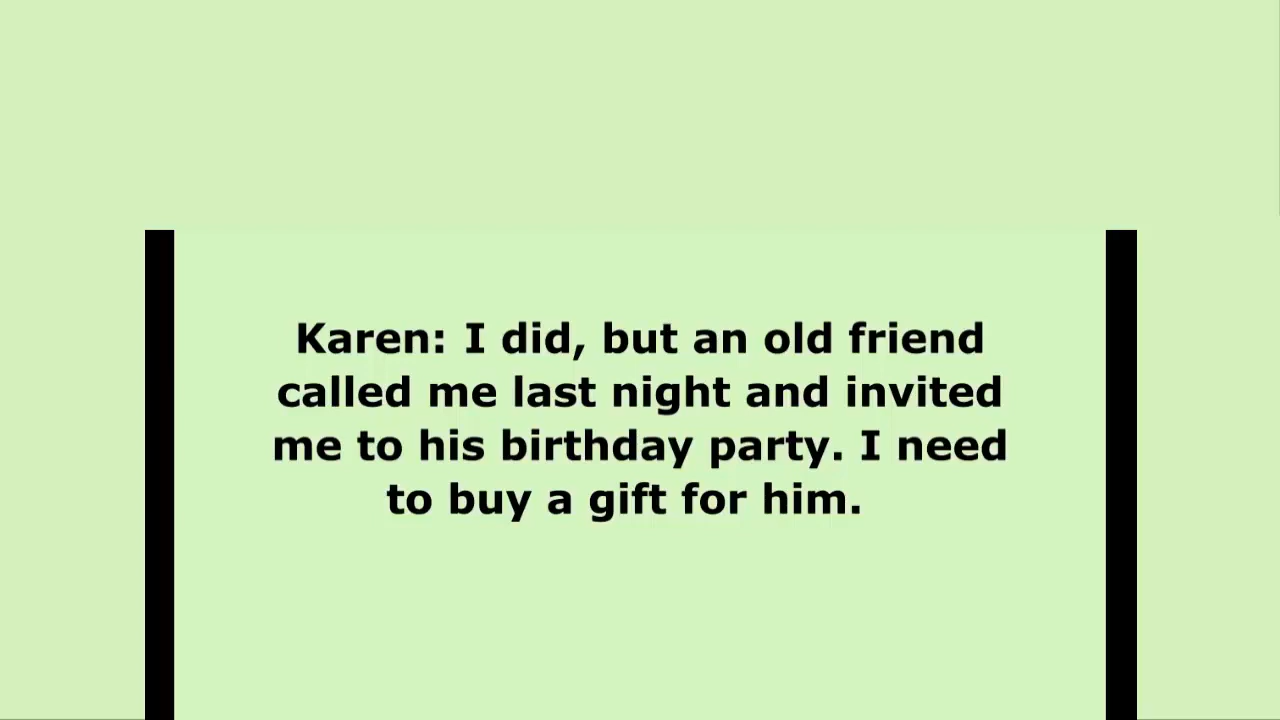 Karen: I did, but an old friend
called me last night and invited
me to his birthday party. I need
to buy a gift for him.